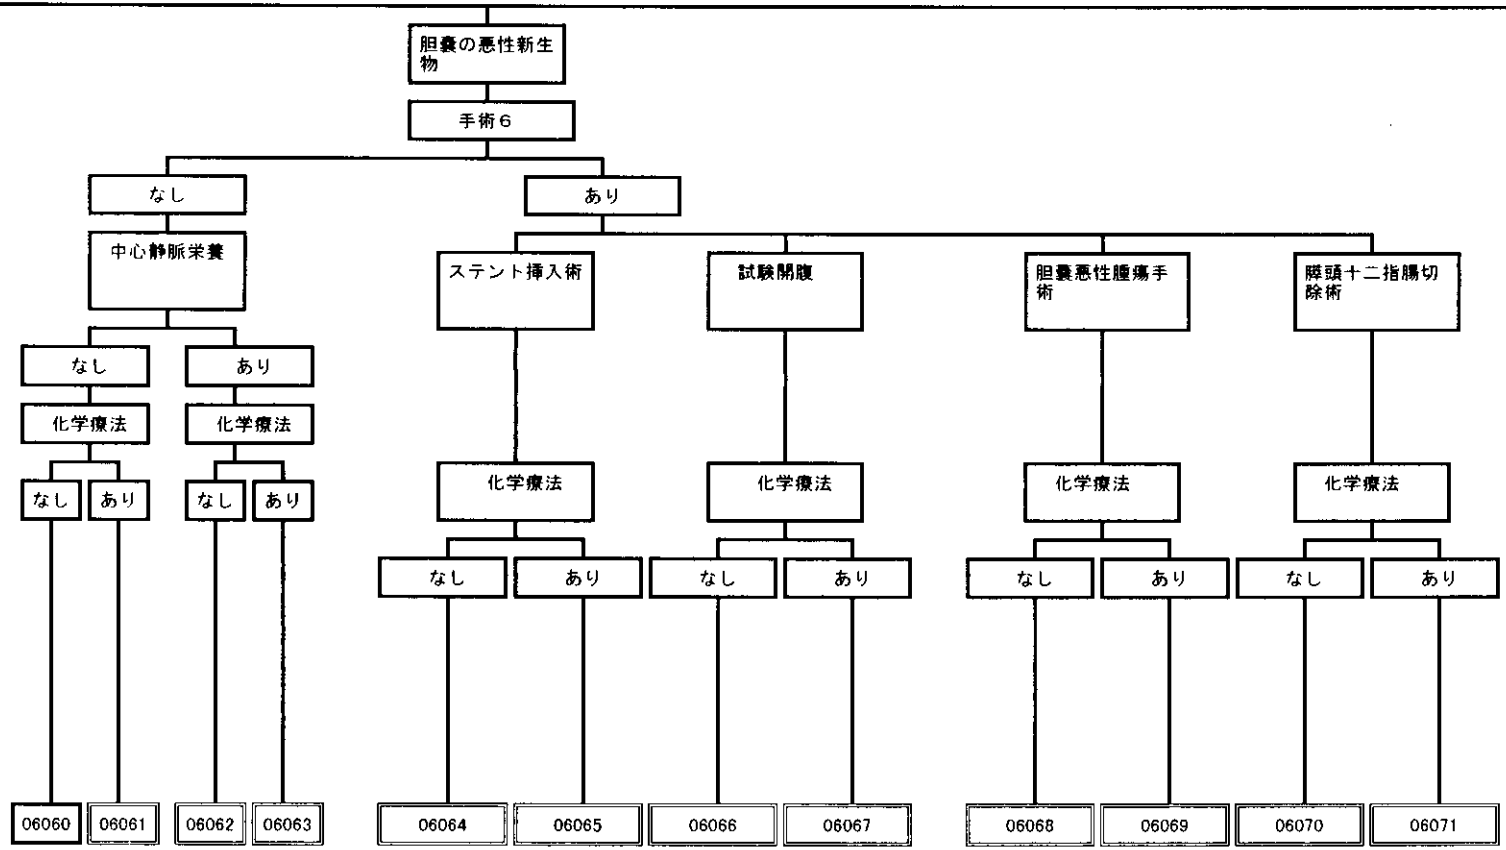 胆嚢の悪性新生
物
手術6
なし
あり
中心静脈栄養
ステント挿入術
試験開腹
胆嚢悪性腫瘍手
術
膵頭十二指腸切
除術
なし
あり
化学療法
化学療法
化学療法
化学療法
化学療法
化学療法
なし
あり
なし
あり
なし
あり
なし
あり
なし
あり
なし
あり
06060
06061
06062
06063
06064
06065
06066
06067
06068
06069
06070
06071